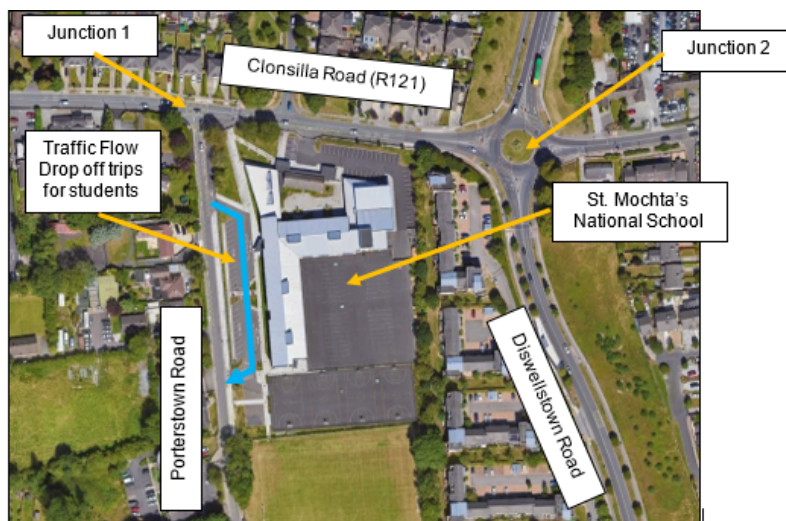 Junction 1
Clonsilla Road (R121)
Junction 2
Traffic Flow
Drop off trips
for students
St. Mochta's
National School
Porterstown Road
Diswellstown Road